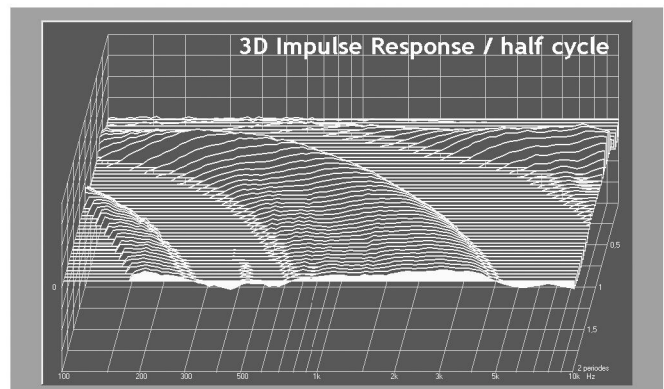 3D Impulse Response / half cycle
0,5
0
1
1,5
2 periodes
100 200 300 500 1k 2k 3k 5k 10k Hz